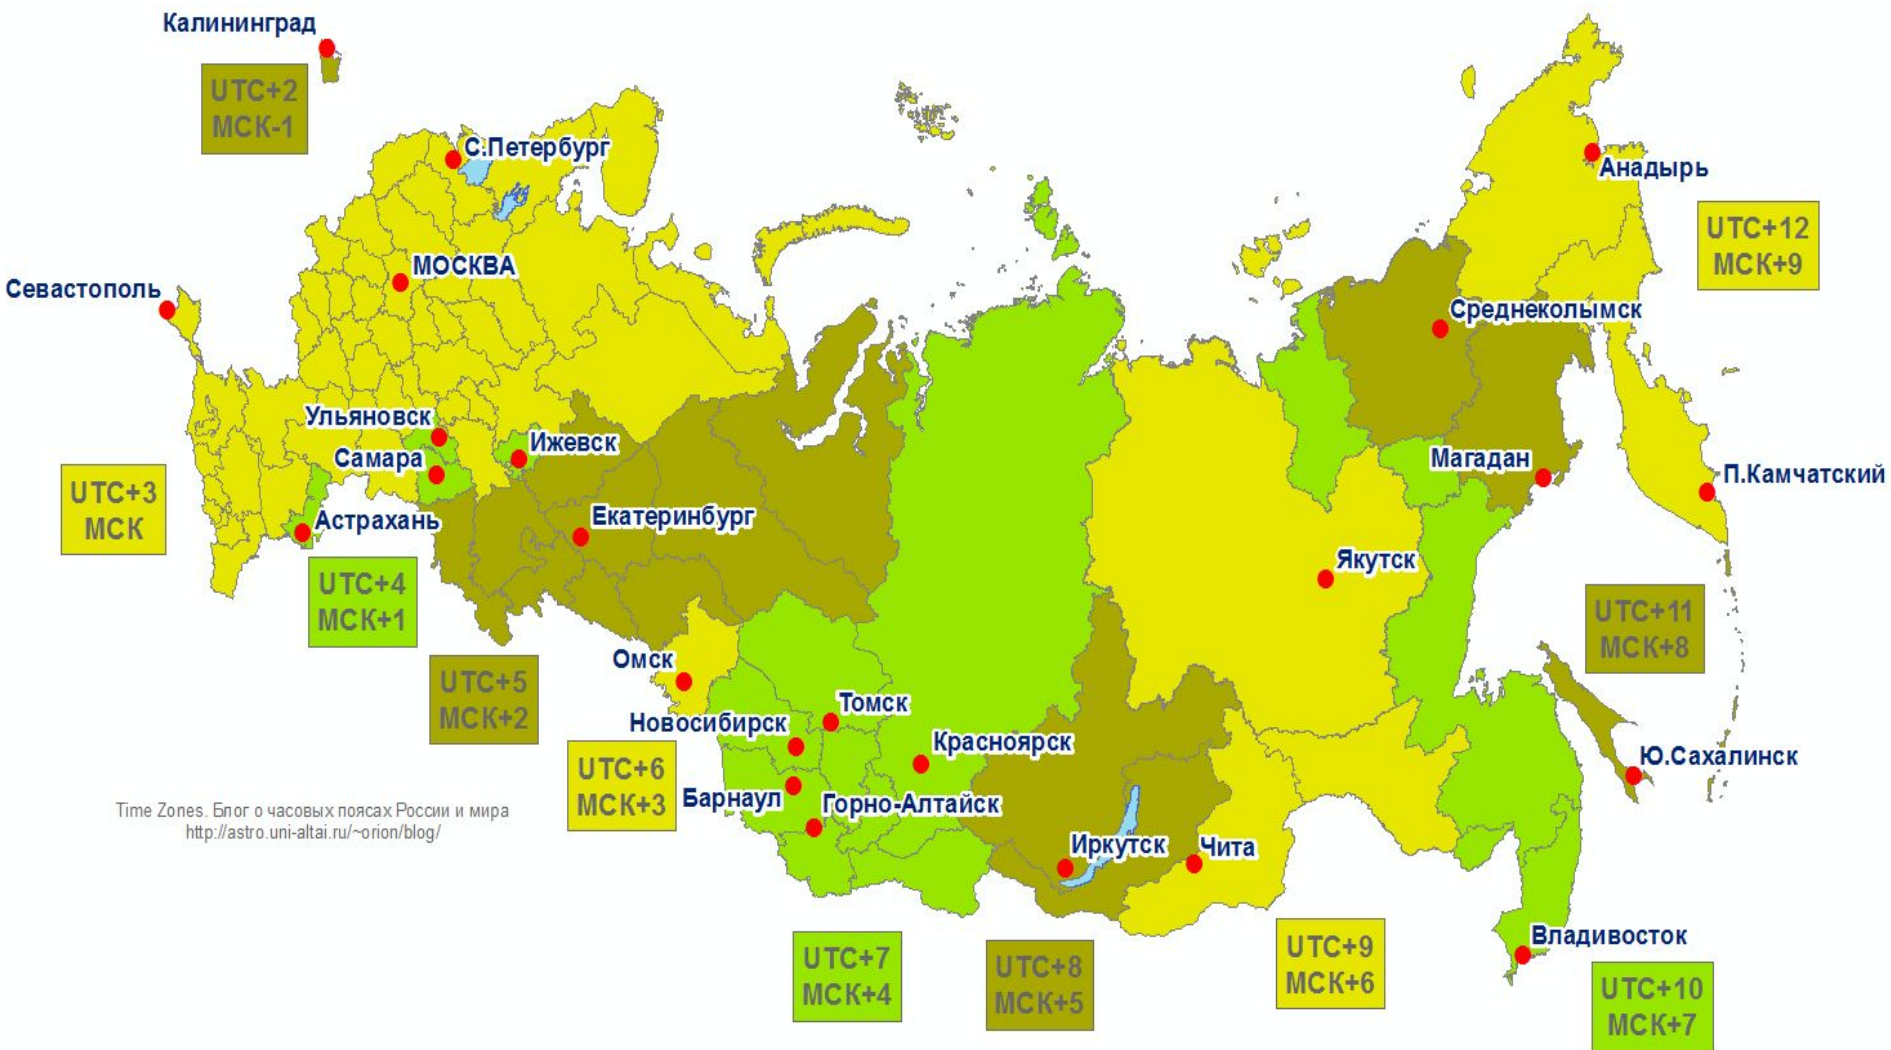 Калининград
UTC+2
МСК-1
С.Петербург
Анадырь
UTC+12
МСК+9
МОСКВА
Севастополь
Среднеколымск
Ульяновск
Ижевск
Самара
Магадан
П.Камчатский
UTC+3
МСК
Астрахань
Екатеринбург
Якутск
UTC+4
МСК+1
UTC+11
МСК+8
Омск
UTC+5
МСК+2
Томск
Новосибирск
Красноярск
Ю.Сахалинск
UTC+6
МСК+3
Барнаул
Горно-Алтайск
Time Zones. Блог о часовых поясах России и мира
http://astro.uni-altai.ru/~orion/blog/
Иркутск
Чита
Владивосток
UTC+7
МСК+4
UTC+8
МСК+5
UTC+9
МСК+6
UTC+10
МСК+7